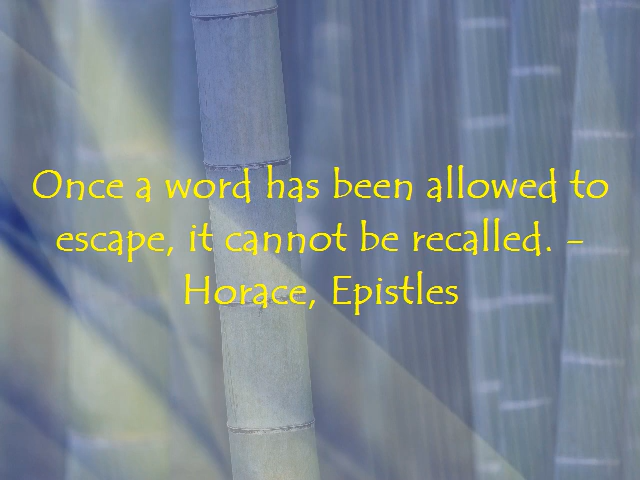 Once a word has been allowed to
escape, it cannot be recalled. -
Horace, Epistles